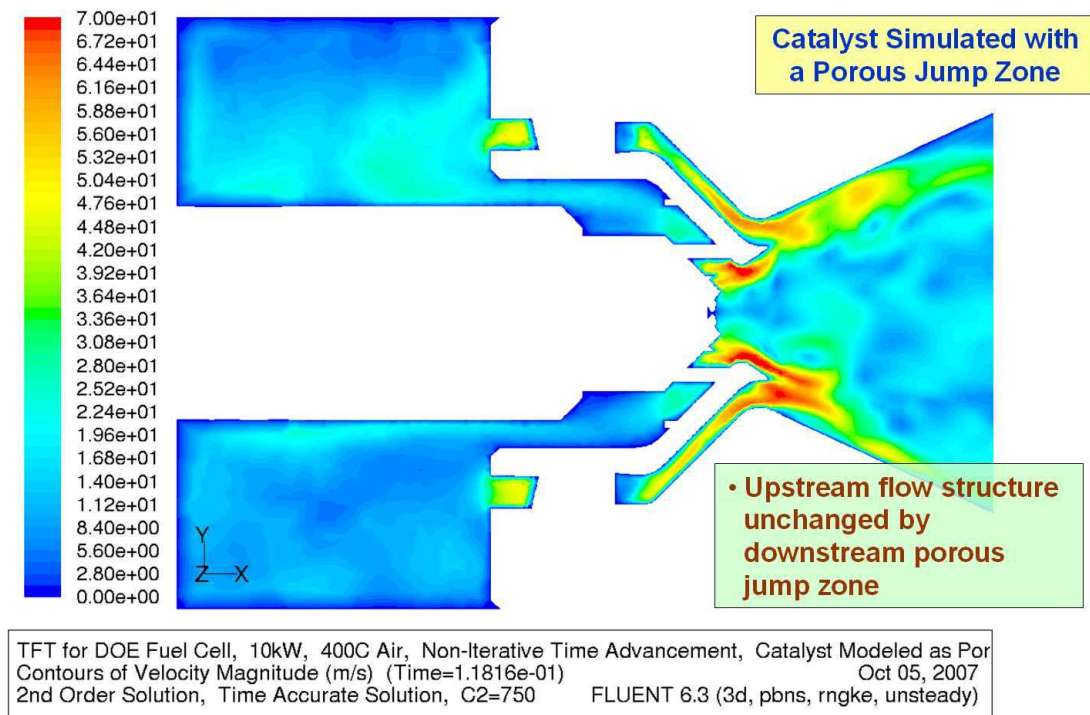 7.00e+01
6.72e+01
6.44e+01
6.16e+01
5.88e+01
5.60e+01
5.32e+01
5.04e+01
4.76e+01
4.48e+01
4.20e+01
3.92e+01
3.64e+01
3.36e+01
3.08e+01
2.80e+01
2.52e+01
2.24e+01
1.96e+01
1.68e+01
1.40e+01
1.12e+01
8.40e+00
5.60e+00
2.80e+00
0.00e+00
Catalyst Simulated with
a Porous Jump Zone
Y
Z X
• Upstream flow structure
unchanged by
downstream porous
jump zone
TFT for DOE Fuel Cell, 10kW, 400C Air, Non-Iterative Time Advancement, Catalyst Modeled as Por
Contours of Velocity Magnitude (m/s) (Time=1.1816e-01) Oct 05, 2007
2nd Order Solution, Time Accurate Solution, C2=750 FLUENT 6.3 (3d, pbns, rngke, unsteady)